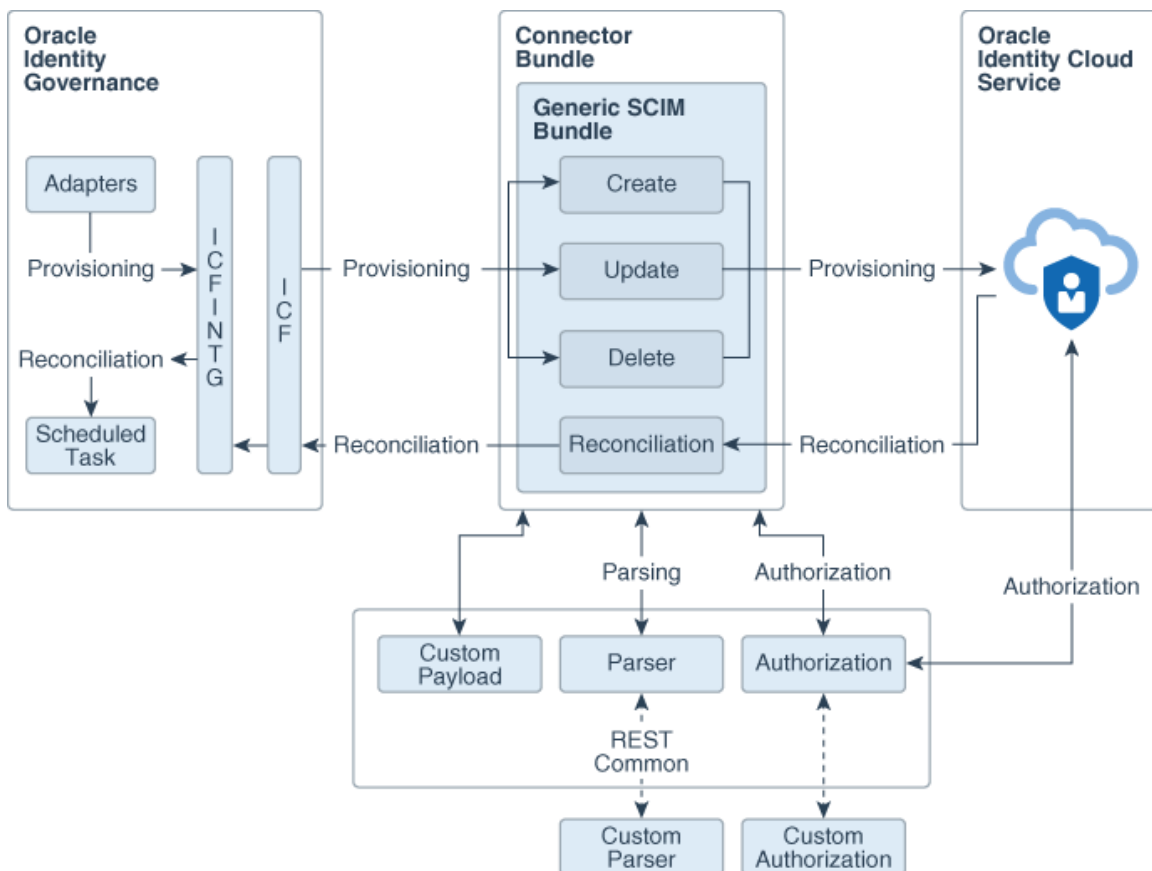 Oracle
Identity
Governance
Adapters
Provisioning
Reconciliation
Scheduled
Task
ICFINTG
ICF
Provisioning
Reconciliation
Connector
Bundle
Generic SCIM
Bundle
Create
Update
Delete
Reconciliation
Provisioning
Reconciliation
Oracle
Identity Cloud
Service
Parsing
Authorization
Authorization
Custom
Payload
Parser
Authorization
REST
Common
Custom
Parser
Custom
Authorization